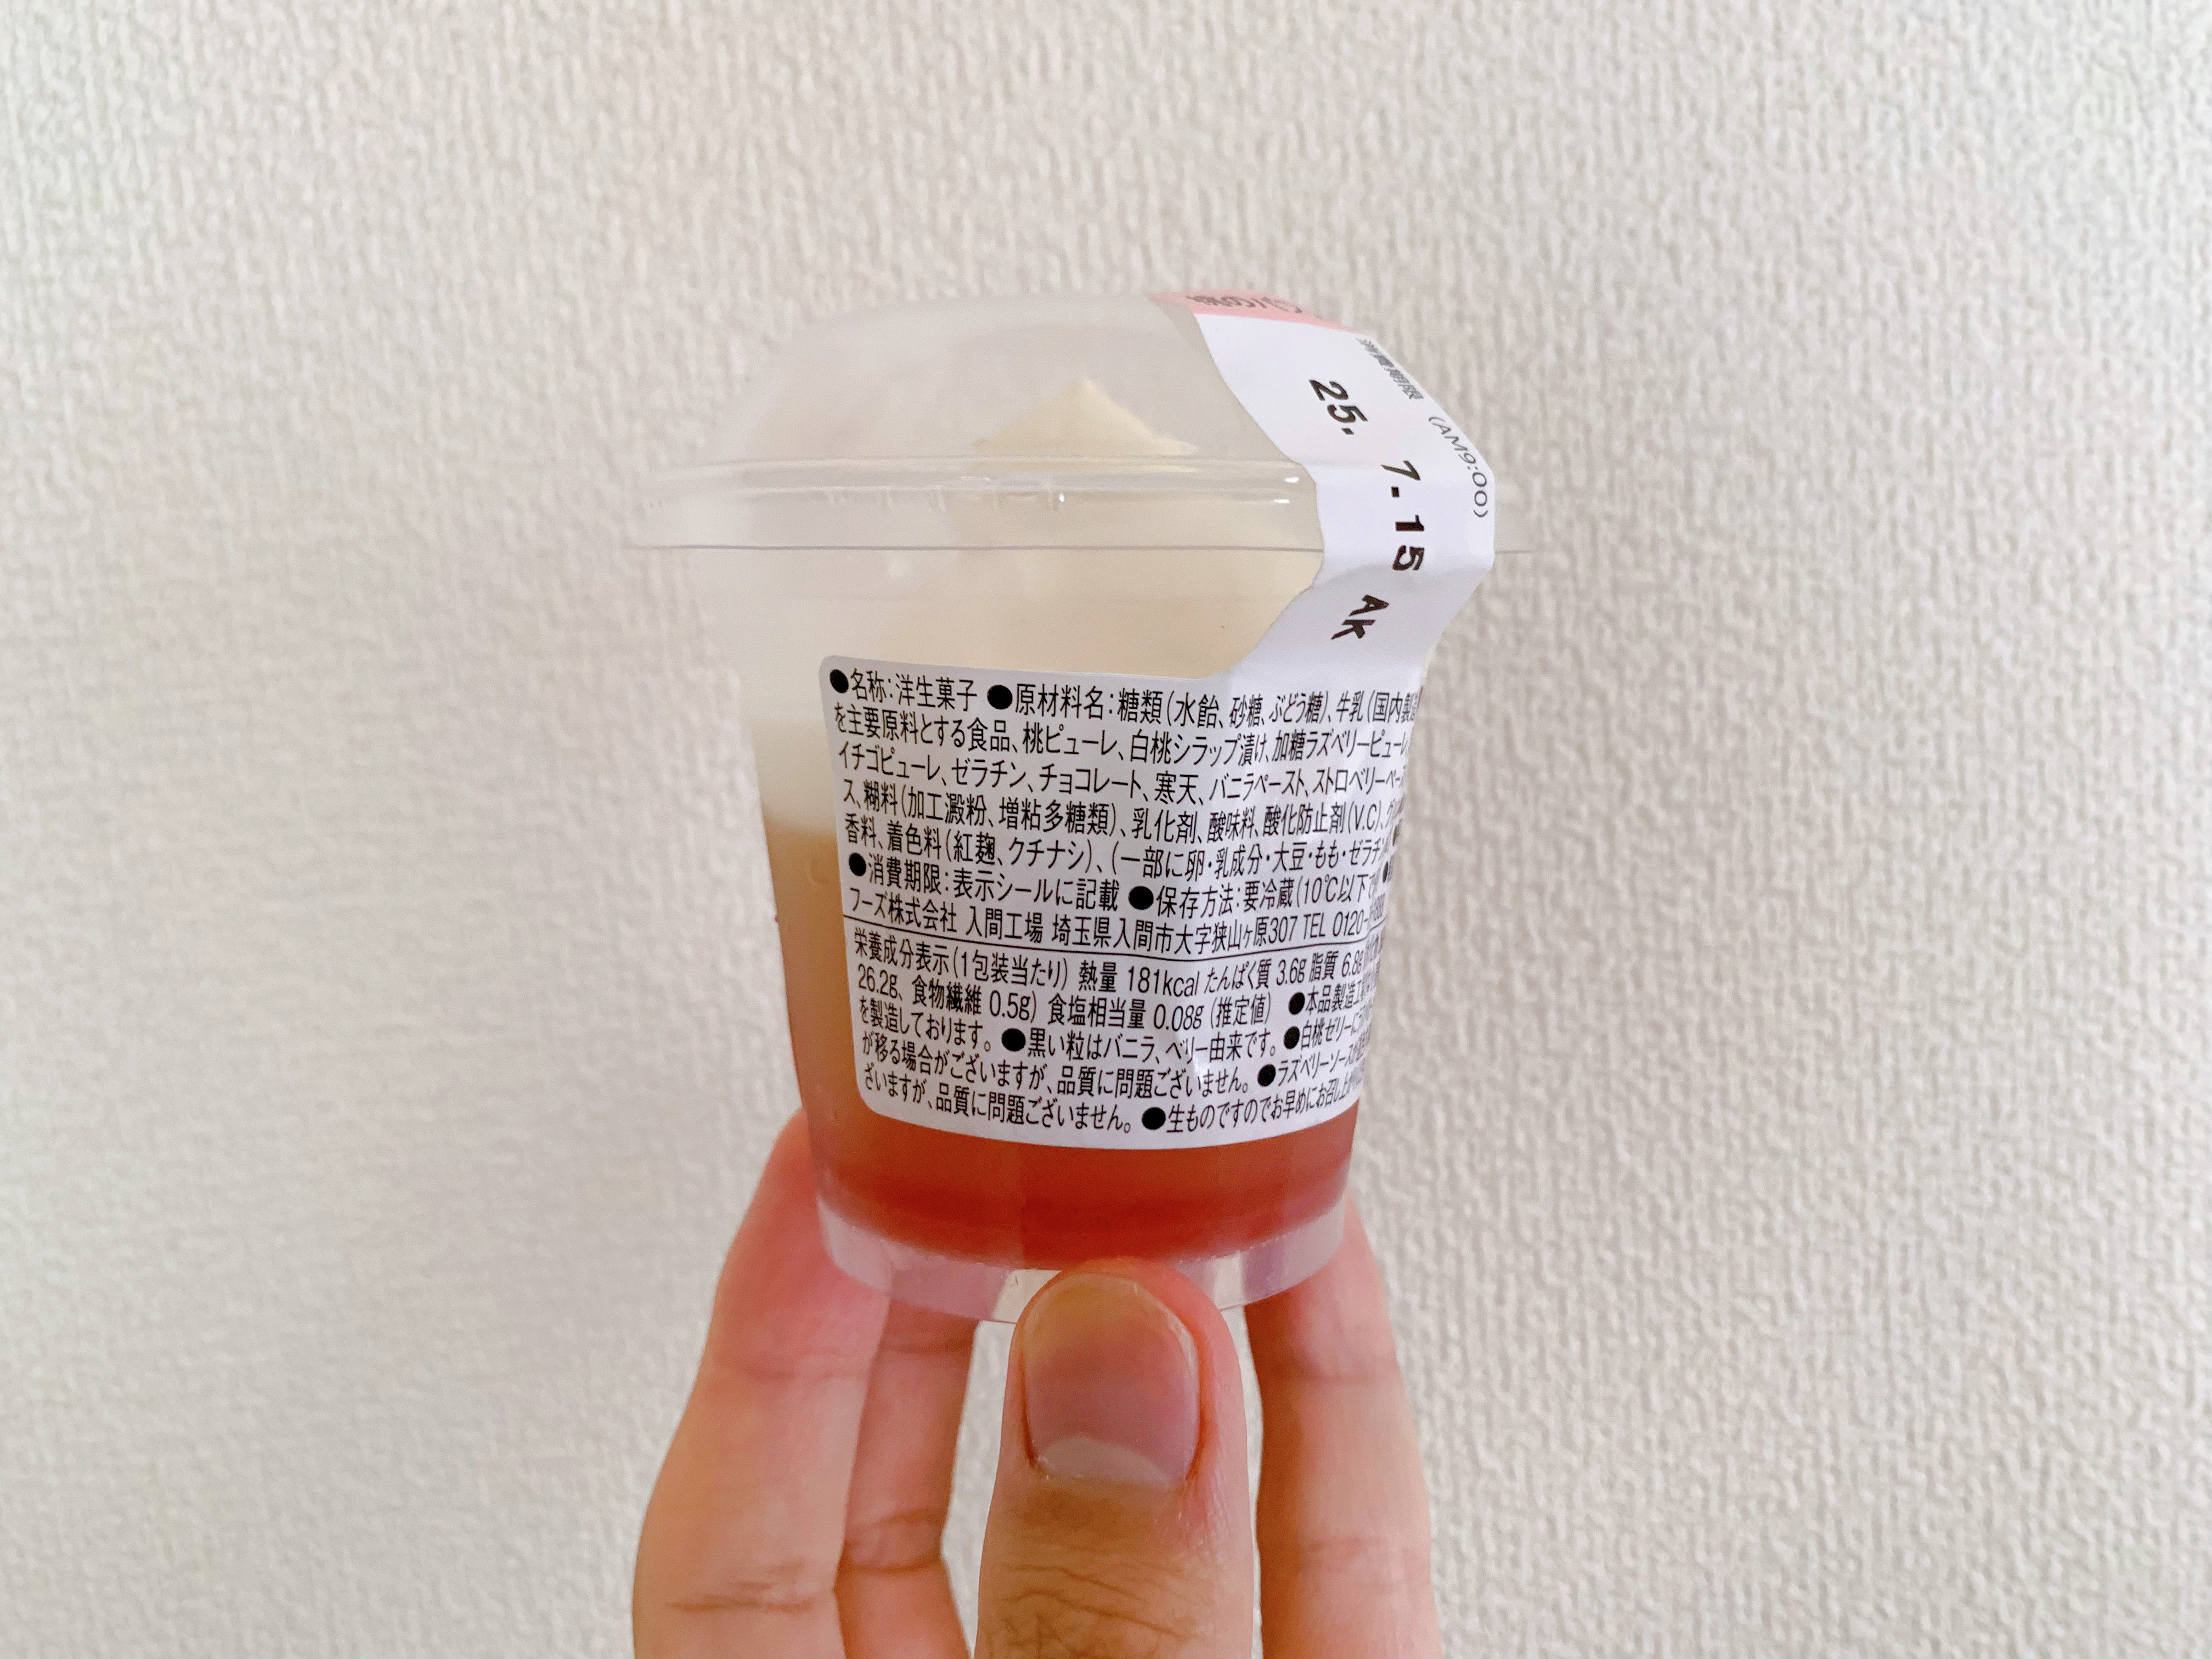 消費期限 (AM9:00)
25. 7.15 AK
●名称:洋生菓子 ●原材料名:糖類(水飴、砂糖、ぶどう糖)、牛乳(国内製造
を主要原料とする食品、桃ピューレ、白桃シラップ漬け、加糖ラズベリーピューレ
イチゴピューレ、ゼラチン、チョコレート、寒天、バニラペースト、ストロベリーペー
ス、糊料(加工澱粉、増粘多糖類)、乳化剤、酸味料、酸化防止剤(V.C)、グ
香料、着色料(紅麹、クチナシ)、(一部に卵・乳成分・大豆・もも・ゼラチン
●消費期限:表示シールに記載 ●保存方法:要冷蔵(10℃以下で
フーズ株式会社 入間工場 埼玉県入間市大字狭山ヶ原307 TEL 0120-
栄養成分表示(1包装当たり) 熱量 181kcal たんぱく質 3.6g 脂質 6.8g
26.2g、食物繊維 0.5g) 食塩相当量 0.08g (推定値) ●本品製造工
を製造しております。 ●黒い粒はバニラ、ベリー由来です。 ●白桃ゼリーに
が移る場合がございますが、品質に問題ございません。 ●ラズベリーソース
ざいますが、品質に問題ございません。 ●生ものですのでお早めにお召し上